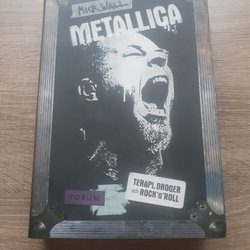 MICK WALL
METALLICA
TERAPI, DROGER
och ROCK'n'ROLL
FORUM